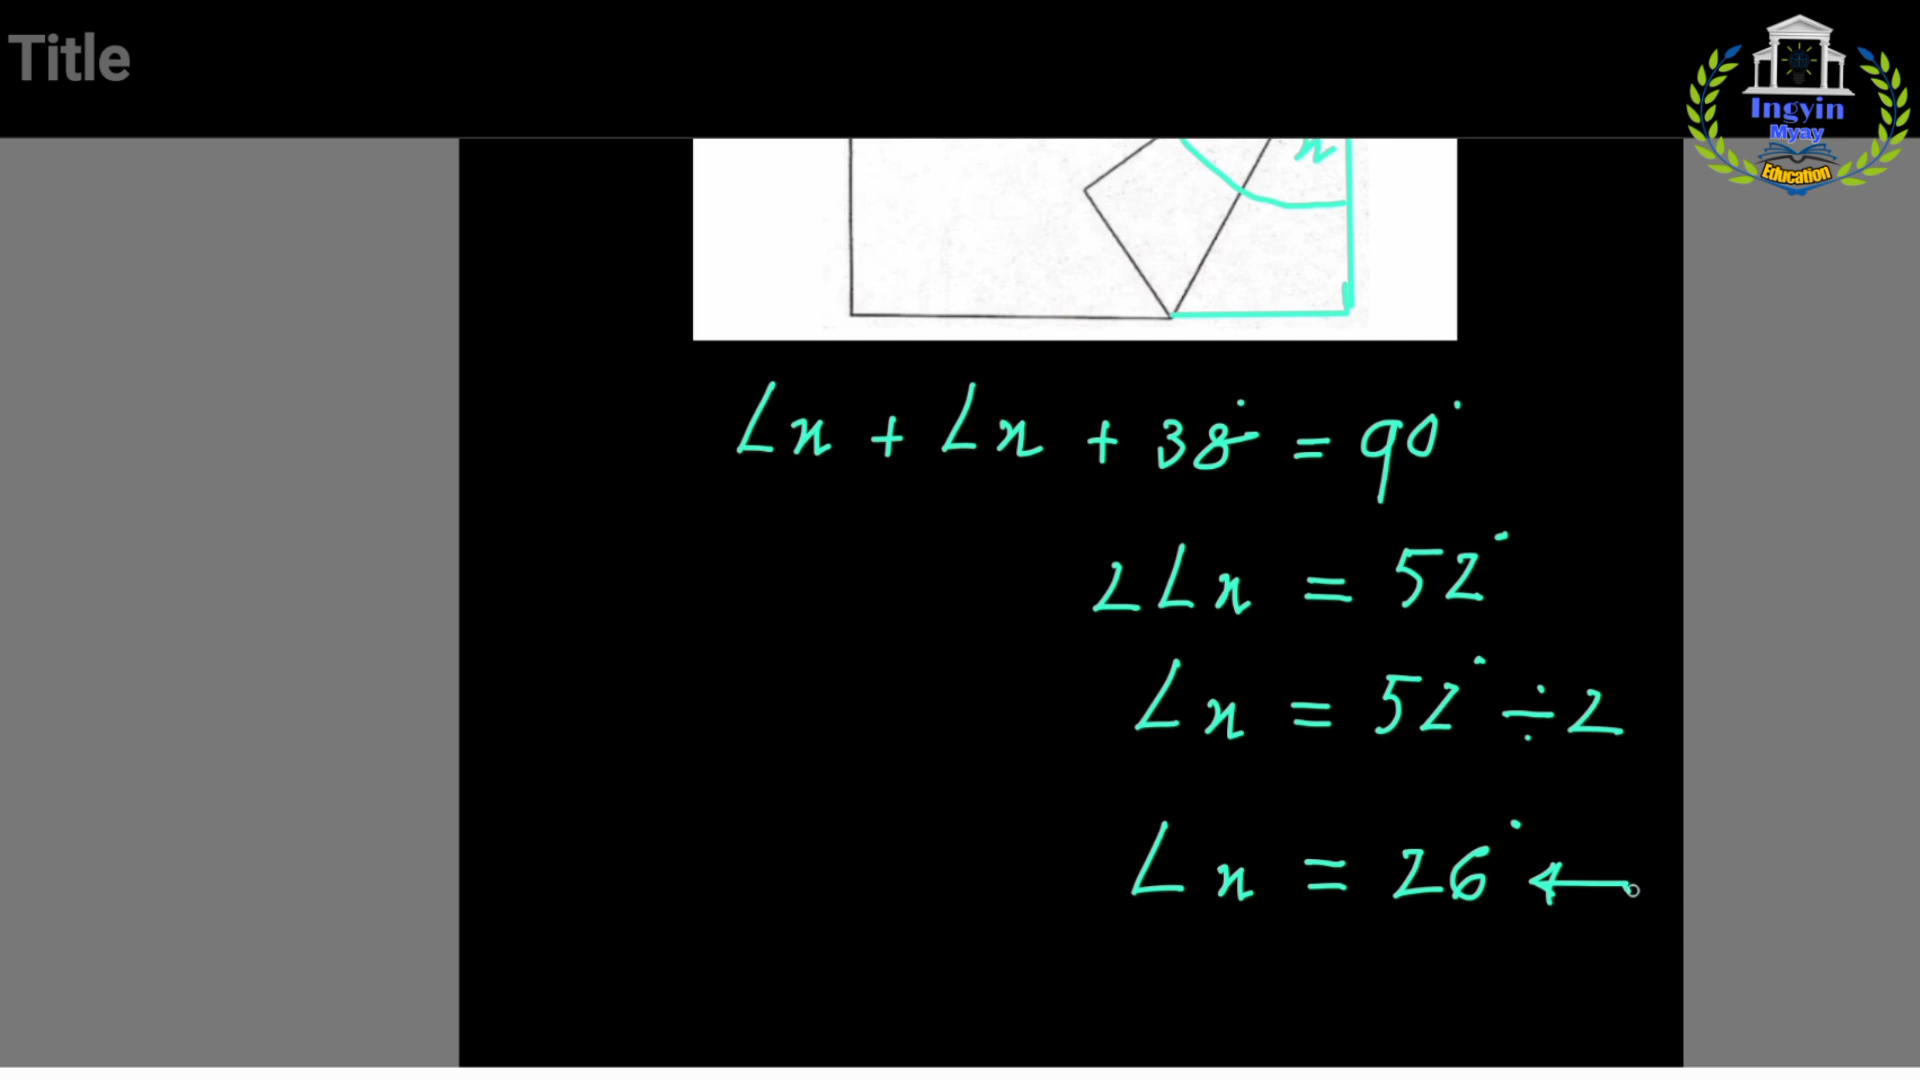 Title
Ingyin
Myay
Education
x
∠x + ∠x + 38° = 90°
2∠x = 52°
∠x = 52° ÷ 2
∠x = 26° ←